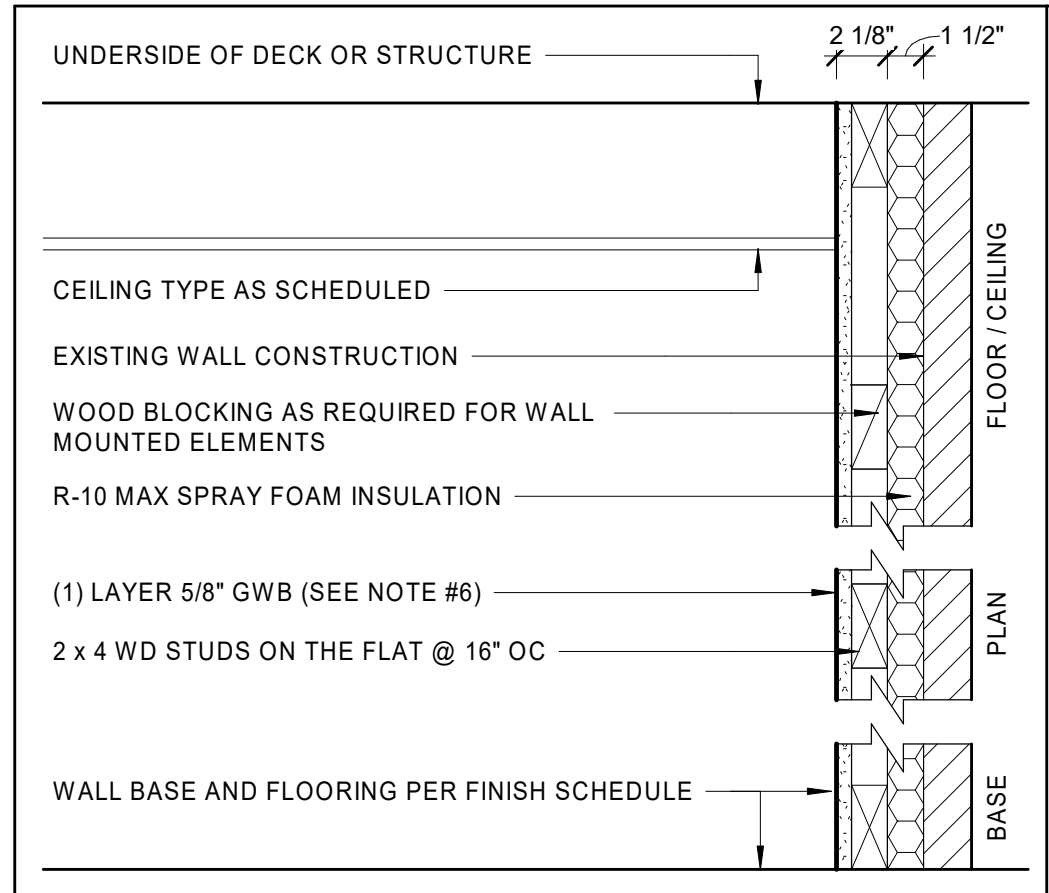 2 1/8" 1 1/2"
UNDERSIDE OF DECK OR STRUCTURE
CEILING TYPE AS SCHEDULED
EXISTING WALL CONSTRUCTION
WOOD BLOCKING AS REQUIRED FOR WALL
MOUNTED ELEMENTS
R-10 MAX SPRAY FOAM INSULATION
FLOOR / CEILING
(1) LAYER 5/8" GWB (SEE NOTE #6)
2 x 4 WD STUDS ON THE FLAT @ 16" OC
PLAN
WALL BASE AND FLOORING PER FINISH SCHEDULE
BASE